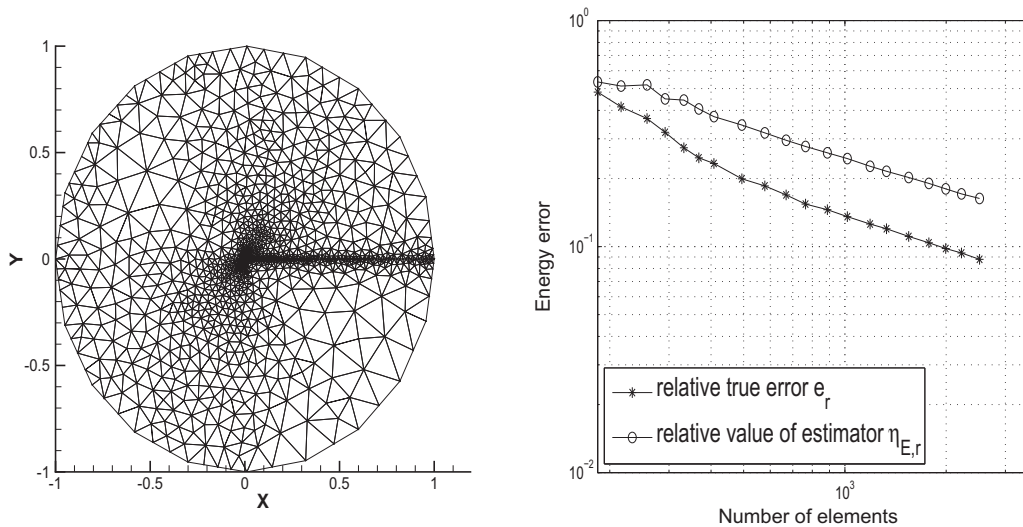 1
0.5
0
-0.5
-1
Y
-1
-0.5
0
0.5
1
X
10^0
10^-1
10^-2
Energy error
relative true error e_r
relative value of estimator η_E,r
10^3
Number of elements